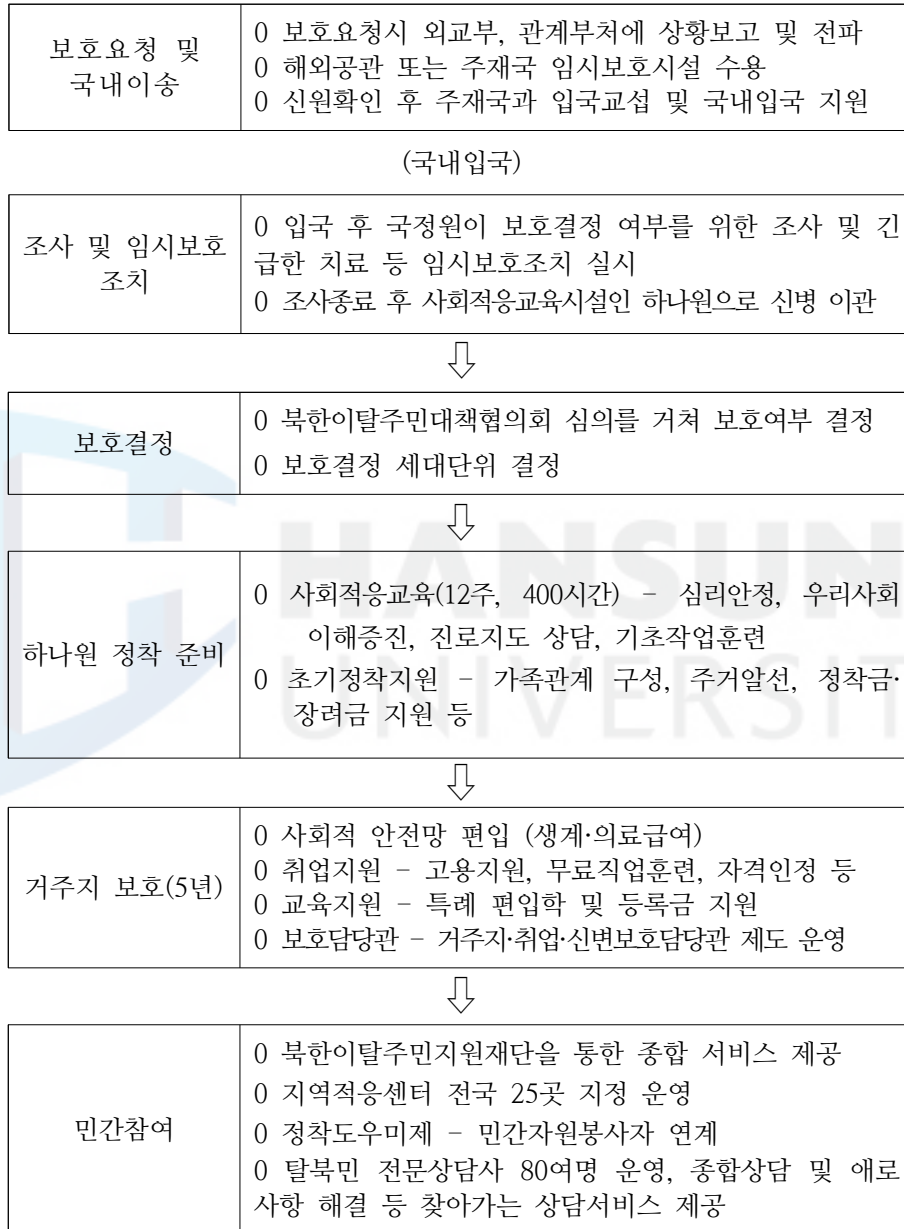 보호요청 및
국내이송
0 보호요청시 외교부, 관계부처에 상황보고 및 전파
0 해외공관 또는 주재국 임시보호시설 수용
0 신원확인 후 주재국과 입국교섭 및 국내입국 지원
(국내입국)
조사 및 임시보호
조치
0 입국 후 국정원이 보호결정 여부를 위한 조사 및 긴
급한 치료 등 임시보호조치 실시
0 조사종료 후 사회적응교육시설인 하나원으로 신병 이관
보호결정
0 북한이탈주민대책협의회 심의를 거쳐 보호여부 결정
0 보호결정 세대단위 결정
하나원 정착 준비
0 사회적응교육(12주, 400시간) - 심리안정, 우리사회
이해증진, 진로지도 상담, 기초작업훈련
0 초기정착지원 - 가족관계 구성, 주거알선, 정착금·
장려금 지원 등
거주지 보호(5년)
0 사회적 안전망 편입 (생계·의료급여)
0 취업지원 - 고용지원, 무료직업훈련, 자격인정 등
0 교육지원 - 특례 편입학 및 등록금 지원
0 보호담당관 - 거주지·취업·신변보호담당관 제도 운영
민간참여
0 북한이탈주민지원재단을 통한 종합 서비스 제공
0 지역적응센터 전국 25곳 지정 운영
0 정착도우미제 - 민간자원봉사자 연계
0 탈북민 전문상담사 80여명 운영, 종합상담 및 애로
사항 해결 등 찾아가는 상담서비스 제공
HANSUN
UNIVERSIT